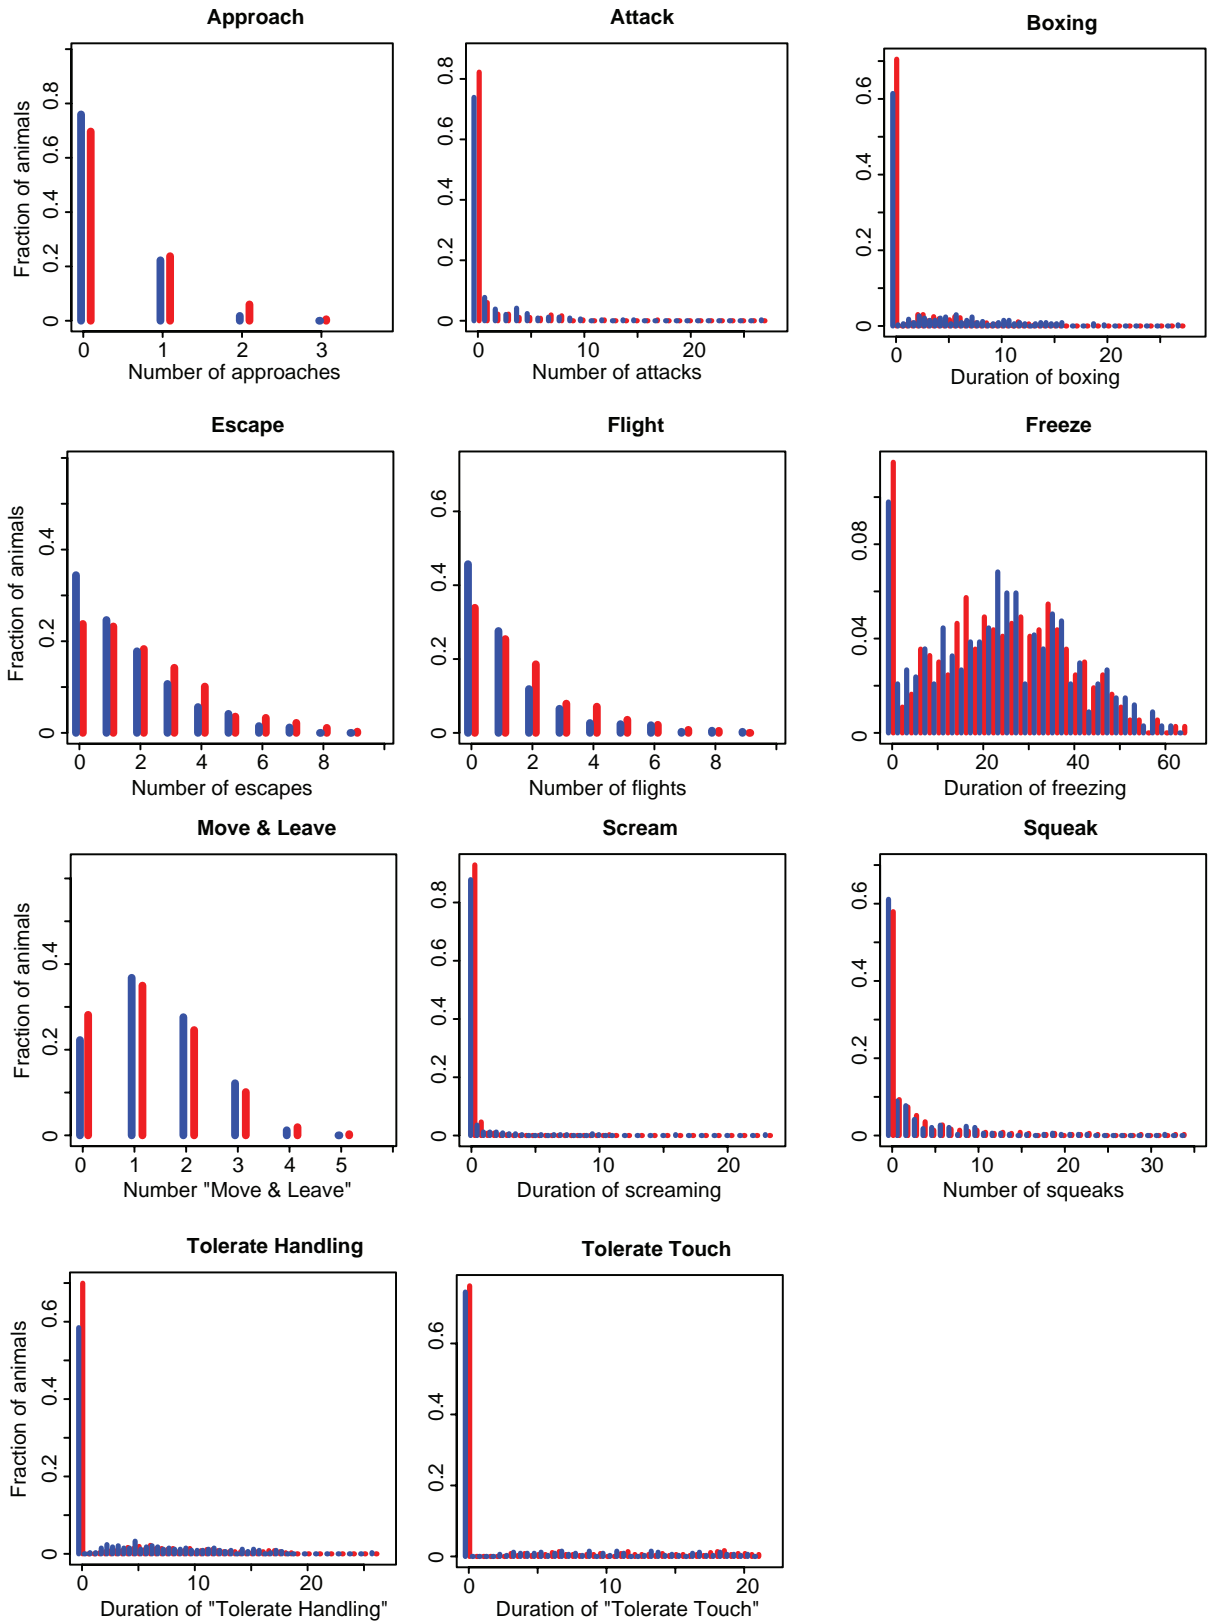 Approach
Attack
Boxing
Fraction of animals
0 0.2 0.4 0.6 0.8
0 1 2 3
Number of approaches
0 0.2 0.4 0.6 0.8
0 10 20
Number of attacks
0 0.2 0.4 0.6
0 10 20
Duration of boxing
Escape
Flight
Freeze
Fraction of animals
0 0.2 0.4
0 2 4 6 8
Number of escapes
0 0.2 0.4 0.6
0 2 4 6 8
Number of flights
0 0.04 0.08
0 20 40 60
Duration of freezing
Move & Leave
Scream
Squeak
Fraction of animals
0 0.2 0.4
0 1 2 3 4 5
Number "Move & Leave"
0 0.2 0.4 0.6 0.8
0 10 20
Duration of screaming
0 0.2 0.4 0.6
0 10 20 30
Number of squeaks
Tolerate Handling
Tolerate Touch
Fraction of animals
0 0.2 0.4 0.6
0 10 20
Duration of "Tolerate Handling"
0 0.2 0.4 0.6
0 10 20
Duration of "Tolerate Touch"